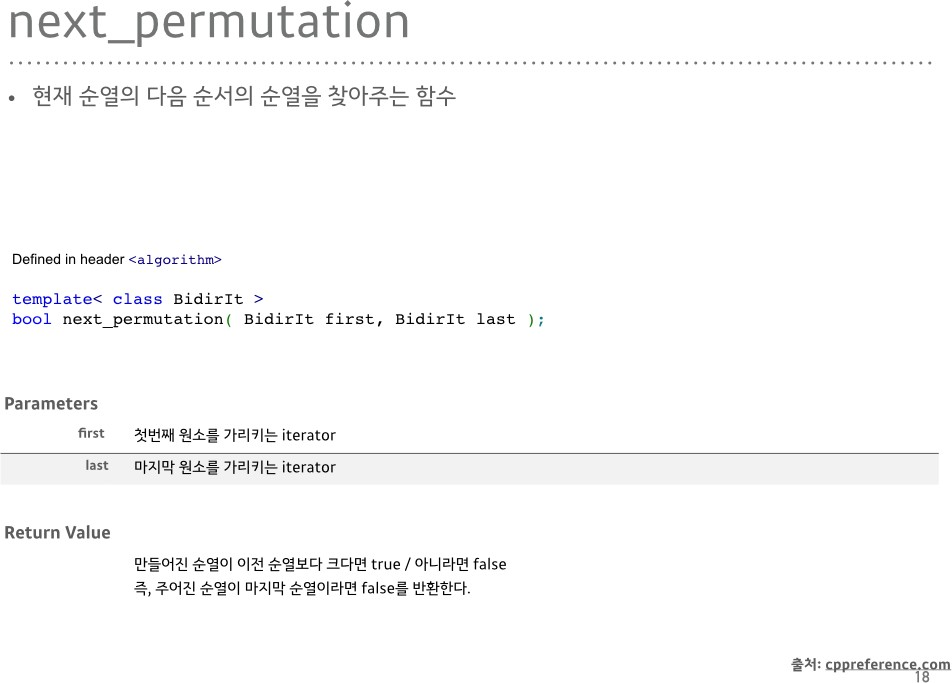 next_permutation
• 현재 순열의 다음 순서의 순열을 찾아주는 함수
Defined in header <algorithm>
template< class BidirIt >
bool next_permutation( BidirIt first, BidirIt last );
Parameters
first 첫번째 원소를 가리키는 iterator
last 마지막 원소를 가리키는 iterator
Return Value
만들어진 순열이 이전 순열보다 크다면 true / 아니라면 false
즉, 주어진 순열이 마지막 순열이라면 false를 반환한다.
출처: cppreference.com
18